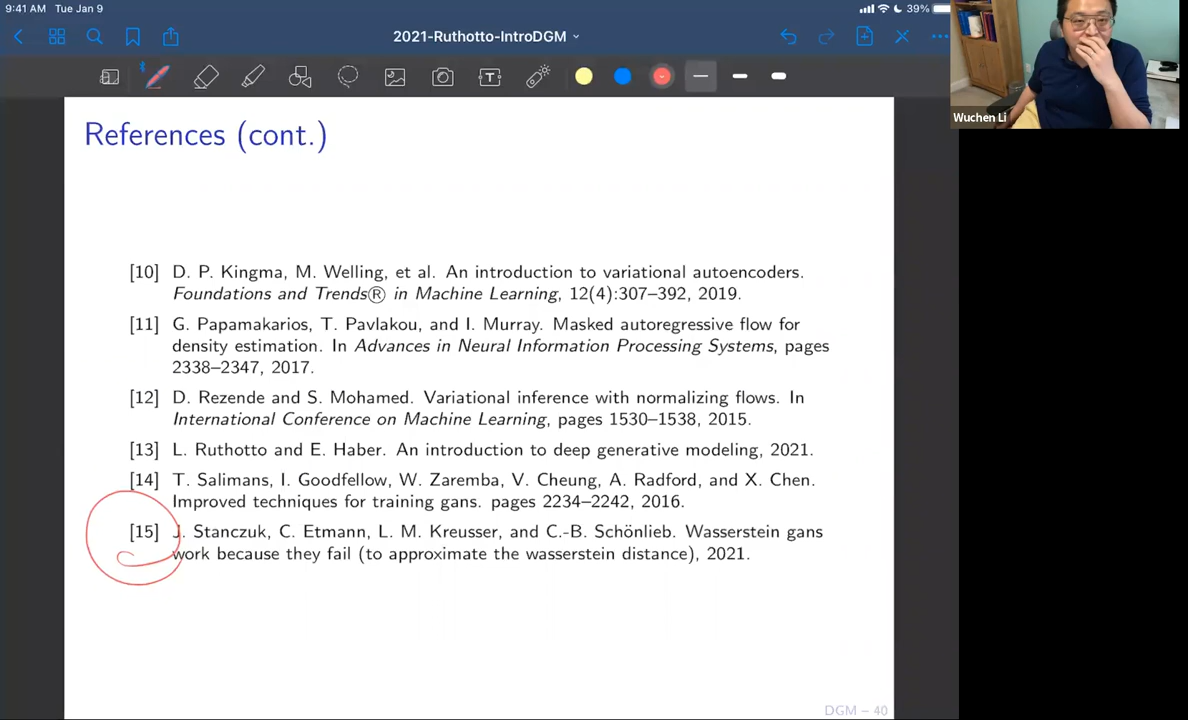 9:41 AM Tue Jan 9
39%
2021-Ruthotto-IntroDGM
Wuchen Li
References (cont.)
[10] D. P. Kingma, M. Welling, et al. An introduction to variational autoencoders.
Foundations and Trends® in Machine Learning, 12(4):307–392, 2019.
[11] G. Papamakarios, T. Pavlakou, and I. Murray. Masked autoregressive flow for
density estimation. In Advances in Neural Information Processing Systems, pages
2338–2347, 2017.
[12] D. Rezende and S. Mohamed. Variational inference with normalizing flows. In
International Conference on Machine Learning, pages 1530–1538, 2015.
[13] L. Ruthotto and E. Haber. An introduction to deep generative modeling, 2021.
[14] T. Salimans, I. Goodfellow, W. Zaremba, V. Cheung, A. Radford, and X. Chen.
Improved techniques for training gans. pages 2234–2242, 2016.
[15] J. Stanczuk, C. Etmann, L. M. Kreusser, and C.-B. Schönlieb. Wasserstein gans
work because they fail (to approximate the wasserstein distance), 2021.
DGM – 40